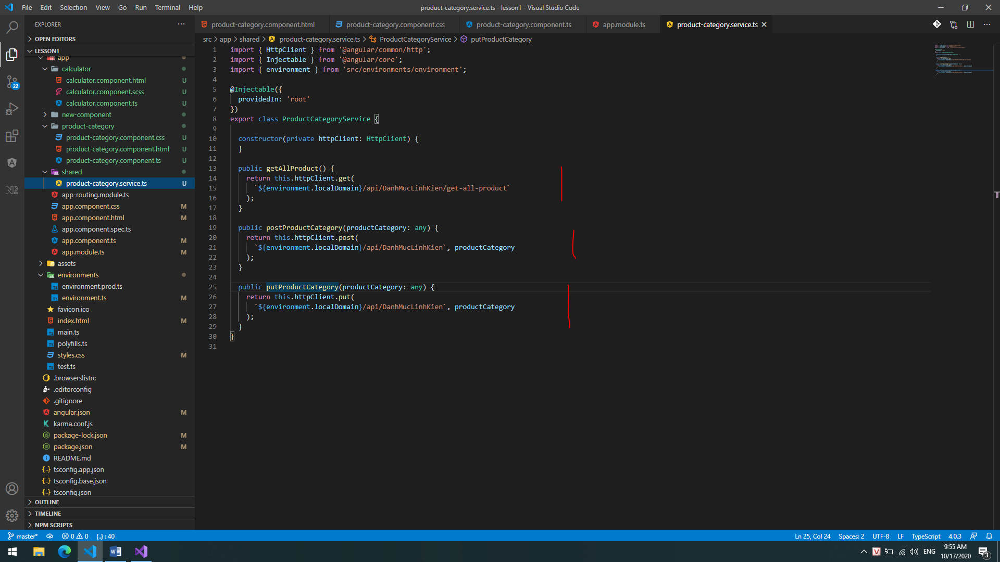 File Edit Selection View Go Run Terminal Help product-category.service.ts - lesson1 - Visual Studio Code
EXPLORER
product-category.component.html product-category.component.css product-category.component.ts app.module.ts product-category.service.ts
src > app > shared > product-category.service.ts > ProductCategoryService > putProductCategory
OPEN EDITORS
LESSON1
app
calculator
calculator.component.html U
calculator.component.scss U
calculator.component.ts U
new-component
product-category
product-category.component.css U
product-category.component.html U
product-category.component.ts U
shared
product-category.service.ts U
app-routing.module.ts
app.component.css M
app.component.html M
app.component.spec.ts
app.component.ts M
app.module.ts M
assets
environments
environment.prod.ts
environment.ts M
favicon.ico
index.html M
main.ts
polyfills.ts
styles.css M
test.ts
.browserslistrc
.editorconfig
.gitignore
angular.json M
karma.conf.js
package-lock.json M
package.json M
README.md
tsconfig.app.json
tsconfig.base.json
tsconfig.json
OUTLINE
TIMELINE
NPM SCRIPTS
22
1 import { HttpClient } from '@angular/common/http';
2 import { Injectable } from '@angular/core';
3 import { environment } from 'src/environments/environment';
4
5 @Injectable({
6 providedIn: 'root'
7 })
8 export class ProductCategoryService {
9
10 constructor(private httpClient: HttpClient) {
11 }
12
13 public getAllProduct() {
14 return this.httpClient.get(
15 `${environment.localDomain}/api/DanhMucLinhKien/get-all-product`
16 );
17 }
18
19 public postProductCategory(productCategory: any) {
20 return this.httpClient.post(
21 `${environment.localDomain}/api/DanhMucLinhKien`, productCategory
22 );
23 }
24
25 public putProductCategory(productCategory: any) {
26 return this.httpClient.put(
27 `${environment.localDomain}/api/DanhMucLinhKien`, productCategory
28 );
29 }
30 }
31
master* 0 0 {..} : 40 Ln 25, Col 24 Spaces: 2 UTF-8 LF TypeScript 4.0.3
ENG 9:55 AM
10/17/2020 3